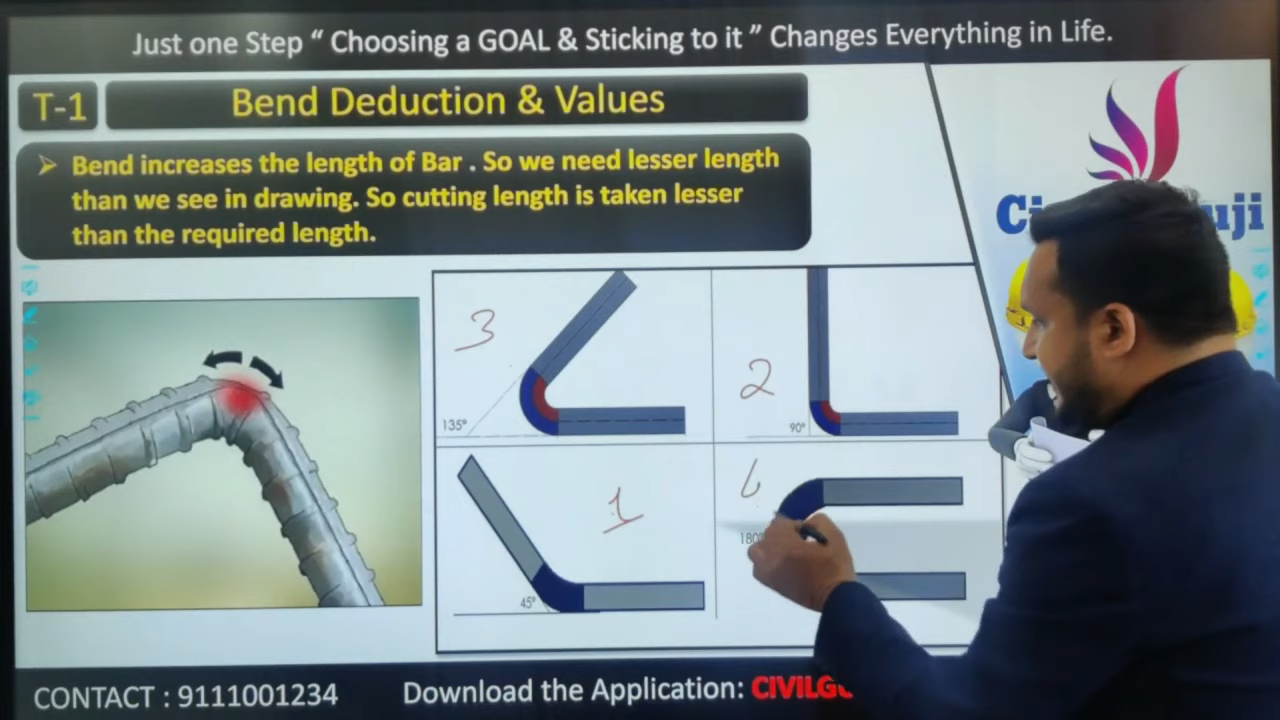 Just one Step “ Choosing a GOAL & Sticking to it ” Changes Everything in Life.
T-1
Bend Deduction & Values
➢ Bend increases the length of Bar . So we need lesser length
than we see in drawing. So cutting length is taken lesser
than the required length.
3
135°
2
90°
1
45°
180°
CONTACT : 9111001234
Download the Application: